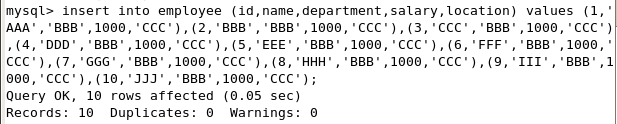 mysql> insert into employee (id,name,department,salary,location) values (1,'
AAA','BBB',1000,'CCC'),(2,'BBB','BBB',1000,'CCC'),(3,'CCC','BBB',1000,'CCC')
,(4,'DDD','BBB',1000,'CCC'),(5,'EEE','BBB',1000,'CCC'),(6,'FFF','BBB',1000,'
CCC'),(7,'GGG','BBB',1000,'CCC'),(8,'HHH','BBB',1000,'CCC'),(9,'III','BBB',1
000,'CCC'),(10,'JJJ','BBB',1000,'CCC');
Query OK, 10 rows affected (0.05 sec)
Records: 10  Duplicates: 0  Warnings: 0